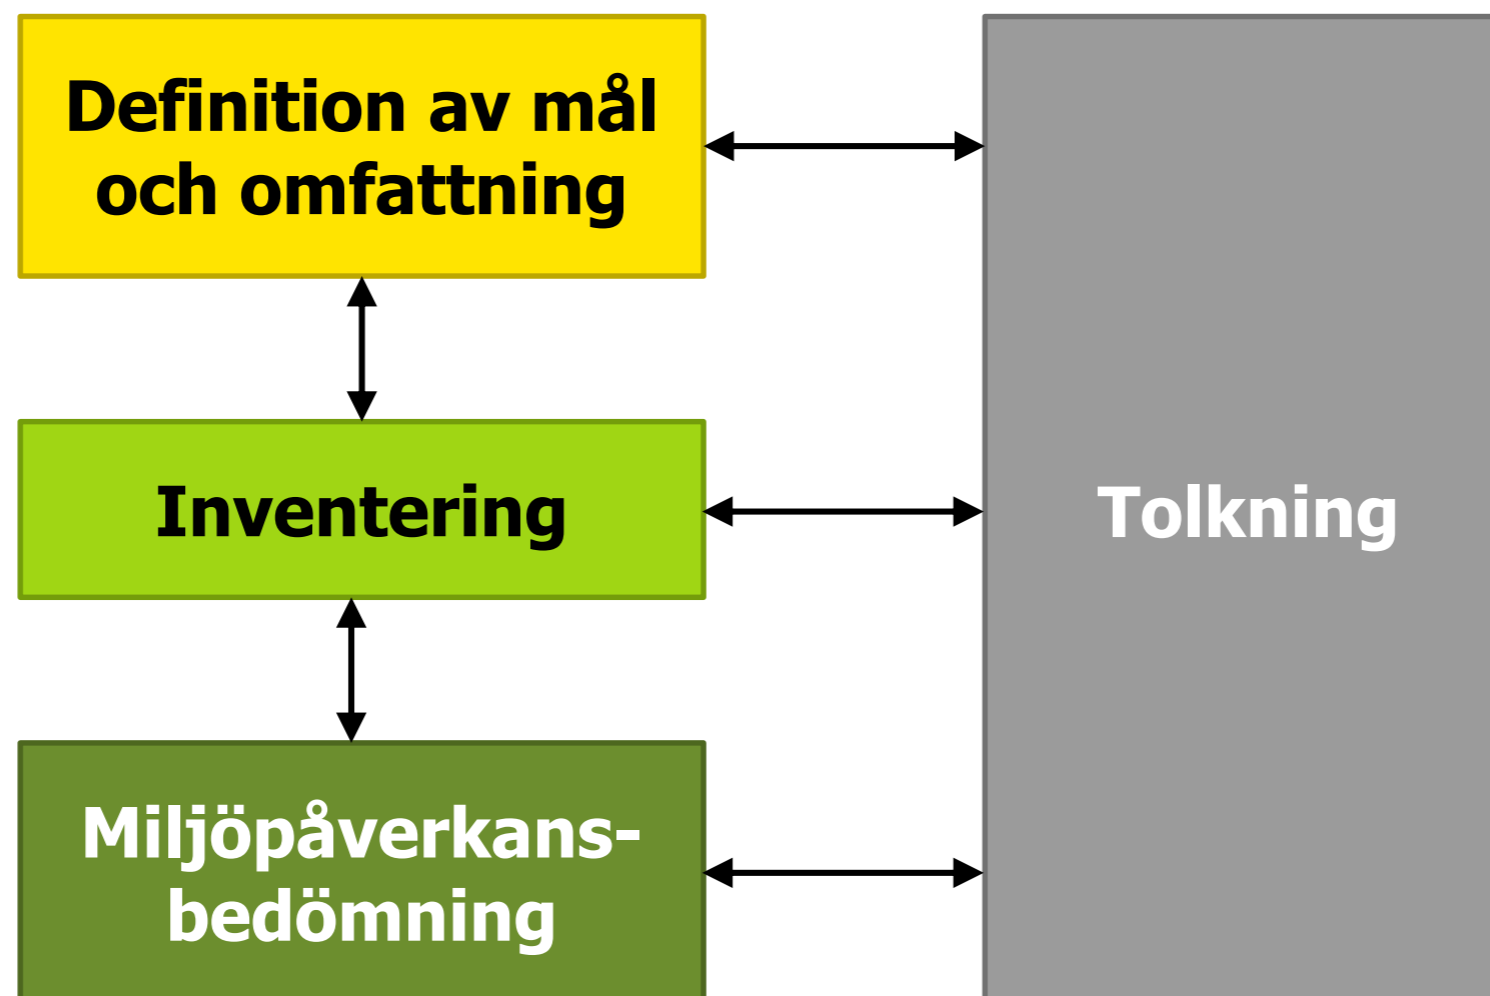 Definition av mål
och omfattning
Inventering
Tolkning
Miljöpåverkans-
bedömning